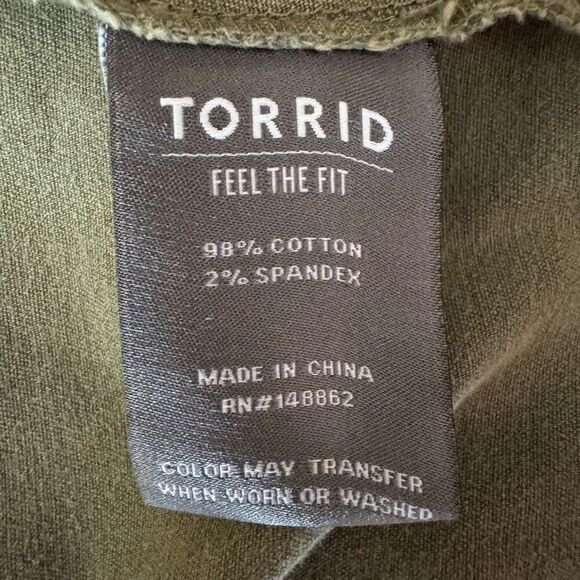 TORRID
FEEL THE FIT
98% COTTON
2% SPANDEX
MADE IN CHINA
RN#148862
COLOR MAY TRANSFER
WHEN WORN OR WASHED